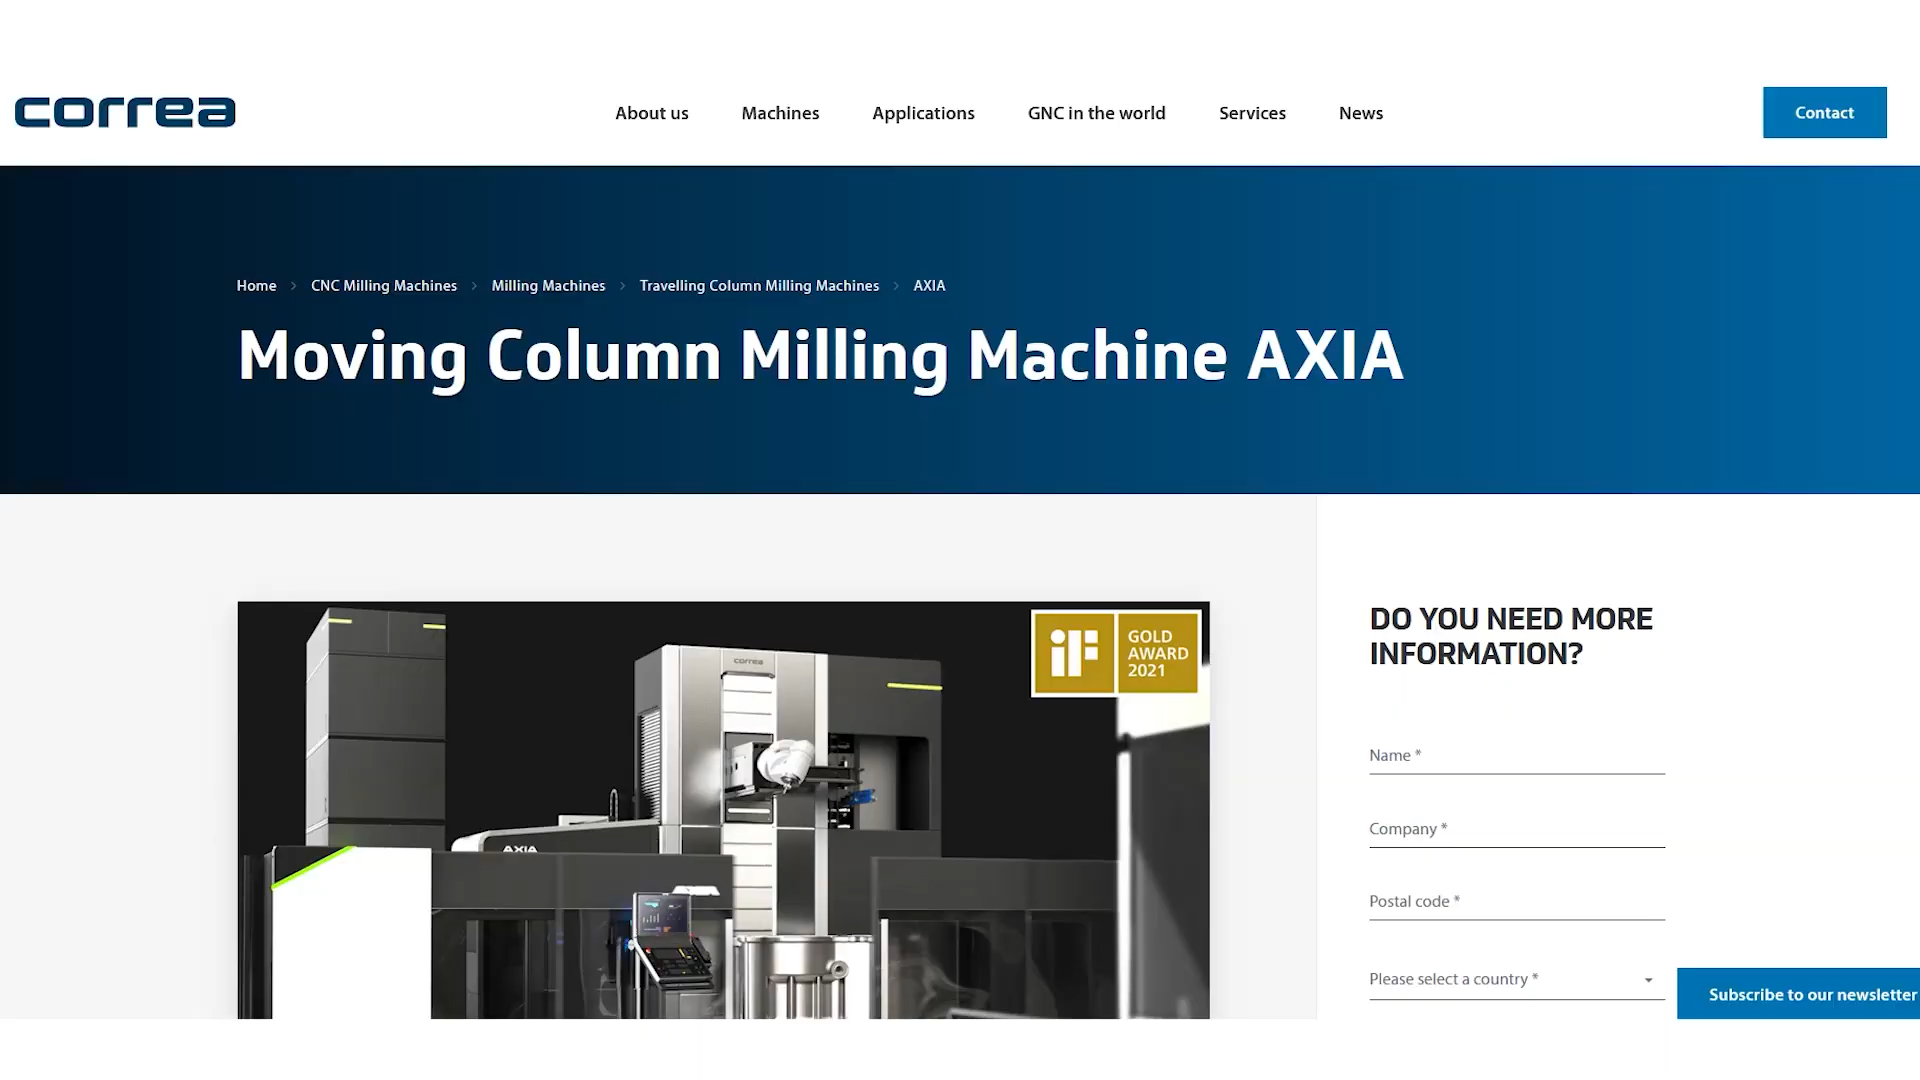 correa
About us
Machines
Applications
GNC in the world
Services
News
Contact
Home > CNC Milling Machines > Milling Machines > Travelling Column Milling Machines > AXIA
Moving Column Milling Machine AXIA
correa
AXIA
iF
GOLD
AWARD
2021
DO YOU NEED MORE
INFORMATION?
Name *
Company *
Postal code *
Please select a country *
Subscribe to our newsletter